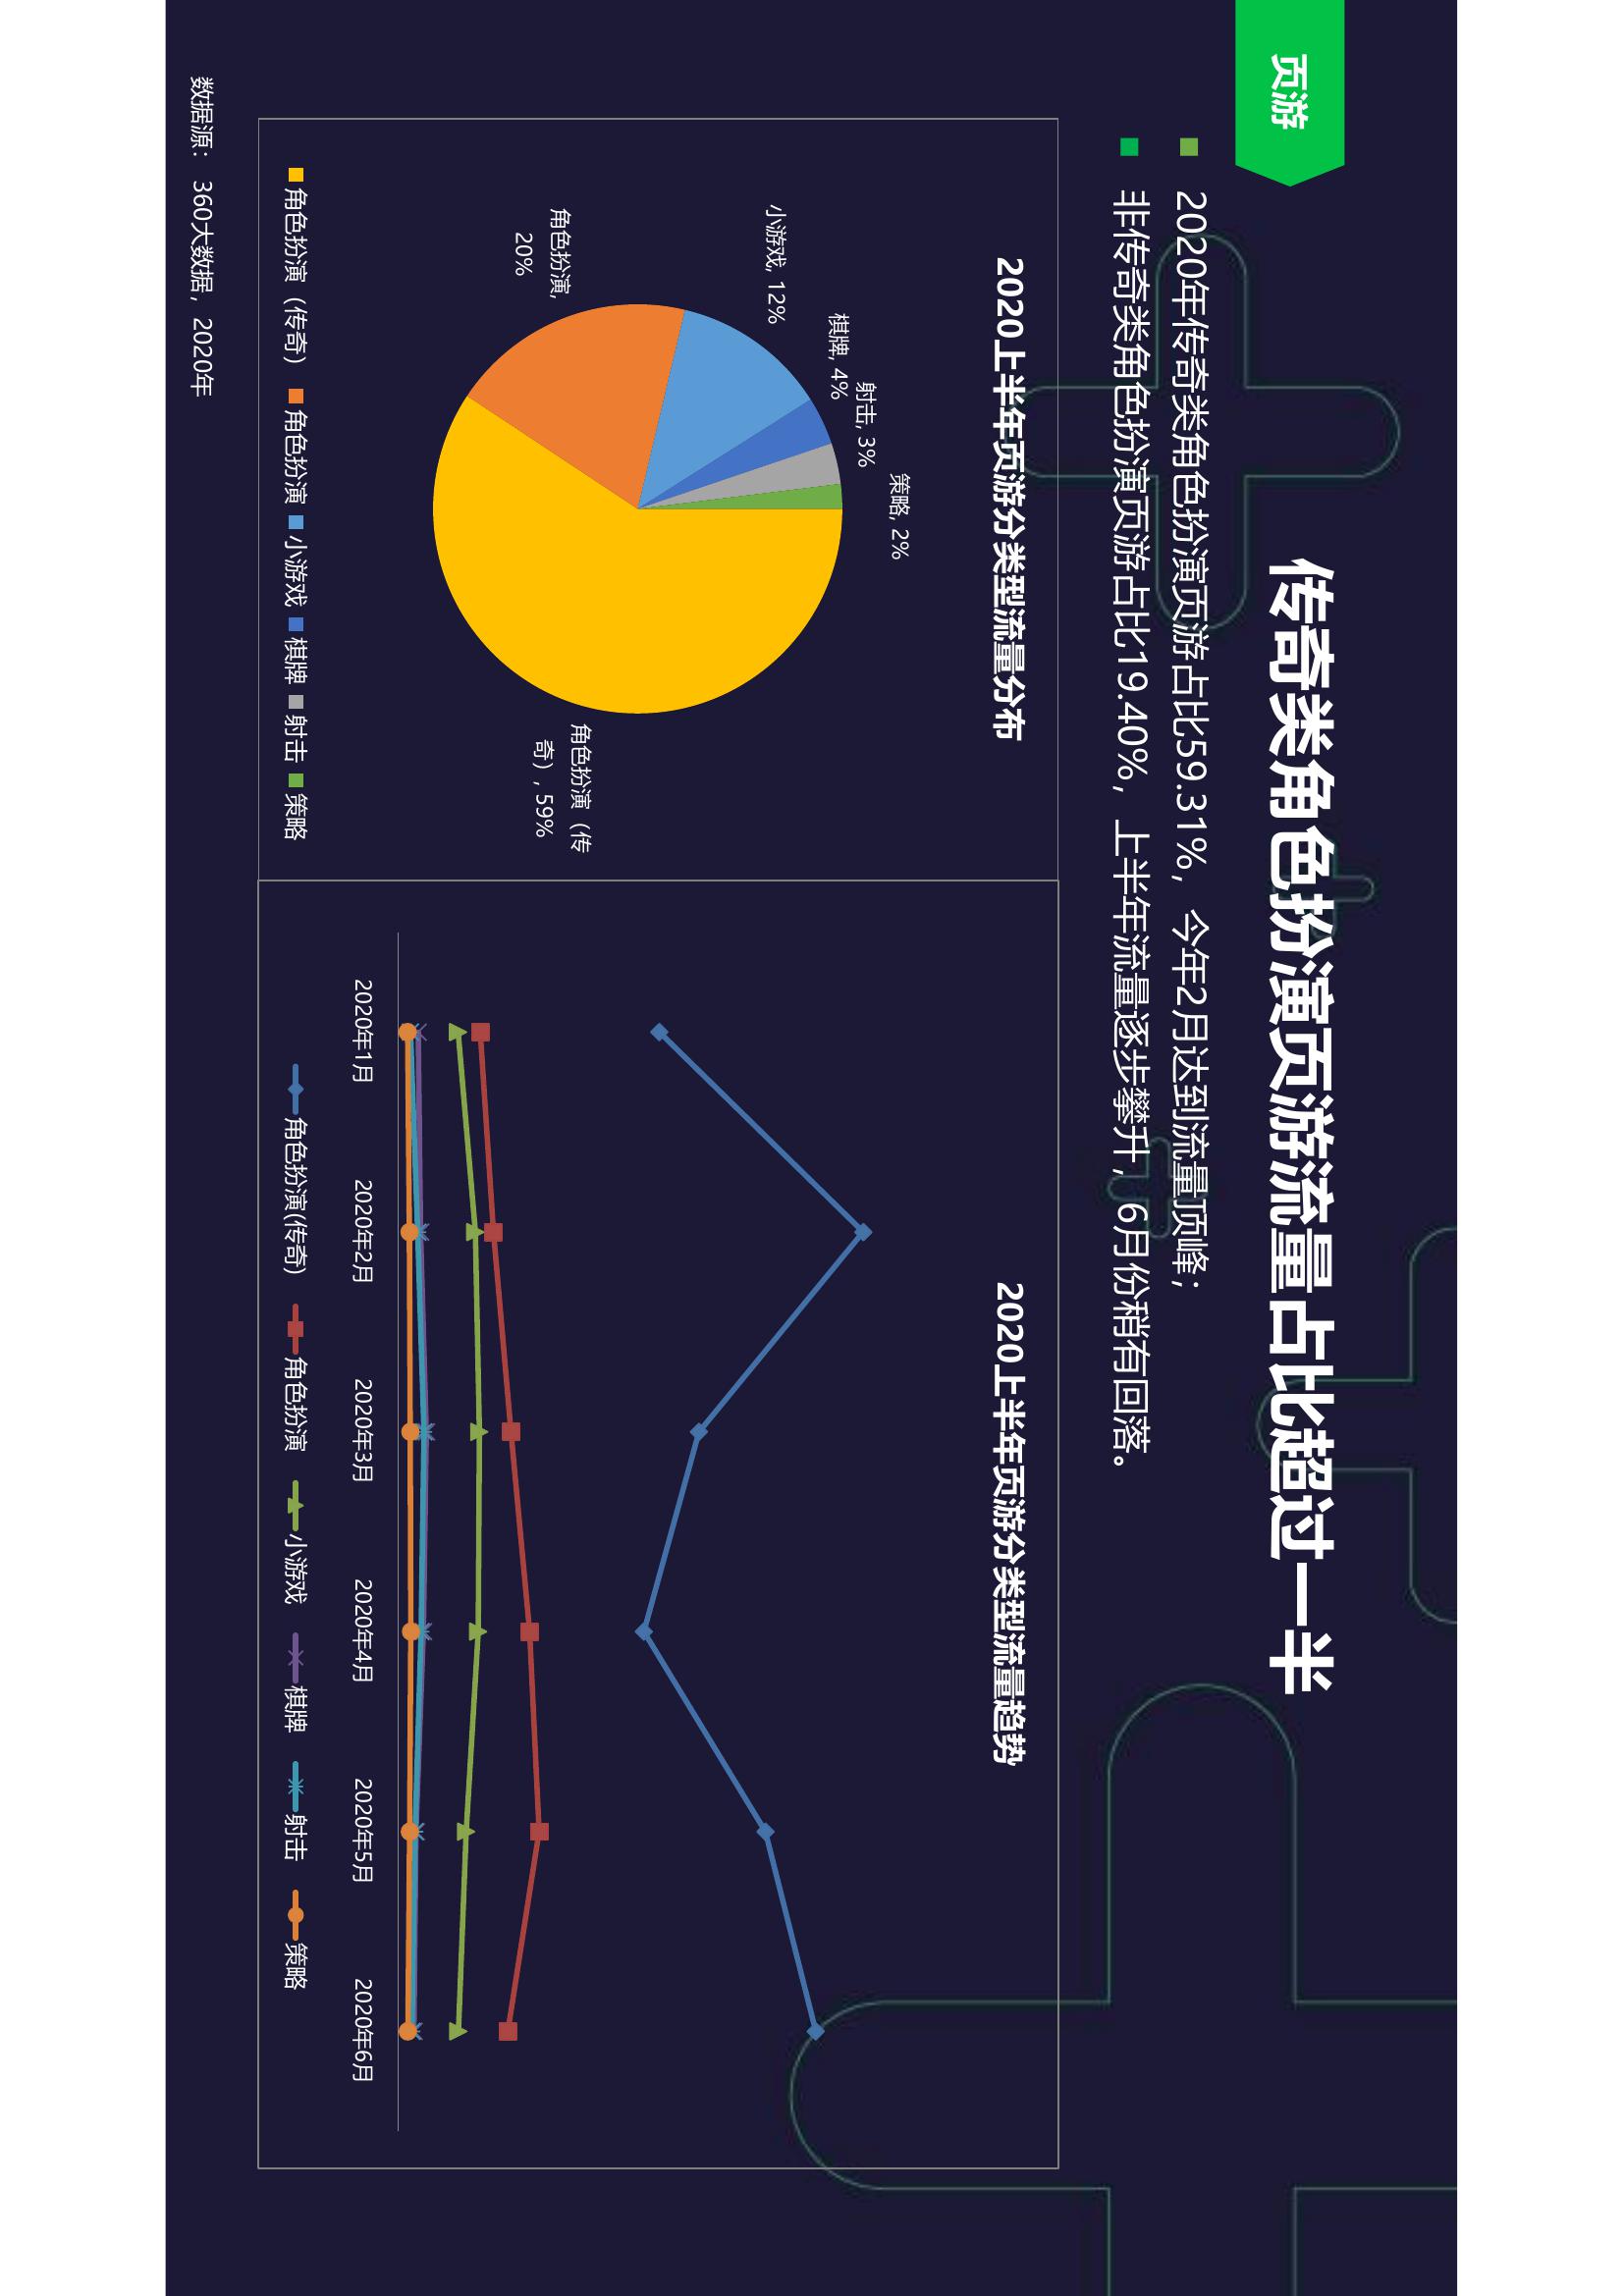 页游
传奇类角色扮演页游流量占比超过一半
2020年传奇类角色扮演页游占比59.31%，今年2月达到流量顶峰；
非传奇类角色扮演页游占比19.40%，上半年流量逐步攀升，6月份稍有回落。
2020上半年页游分类型流量分布
策略, 2%
射击, 3%
棋牌, 4%
小游戏, 12%
角色扮演,
20%
角色扮演（传
奇）, 59%
角色扮演（传奇） 角色扮演 小游戏 棋牌 射击 策略
2020上半年页游分类型流量趋势
2020年1月 2020年2月 2020年3月 2020年4月 2020年5月 2020年6月
角色扮演(传奇) 角色扮演 小游戏 棋牌 射击 策略
数据源： 360大数据，2020年